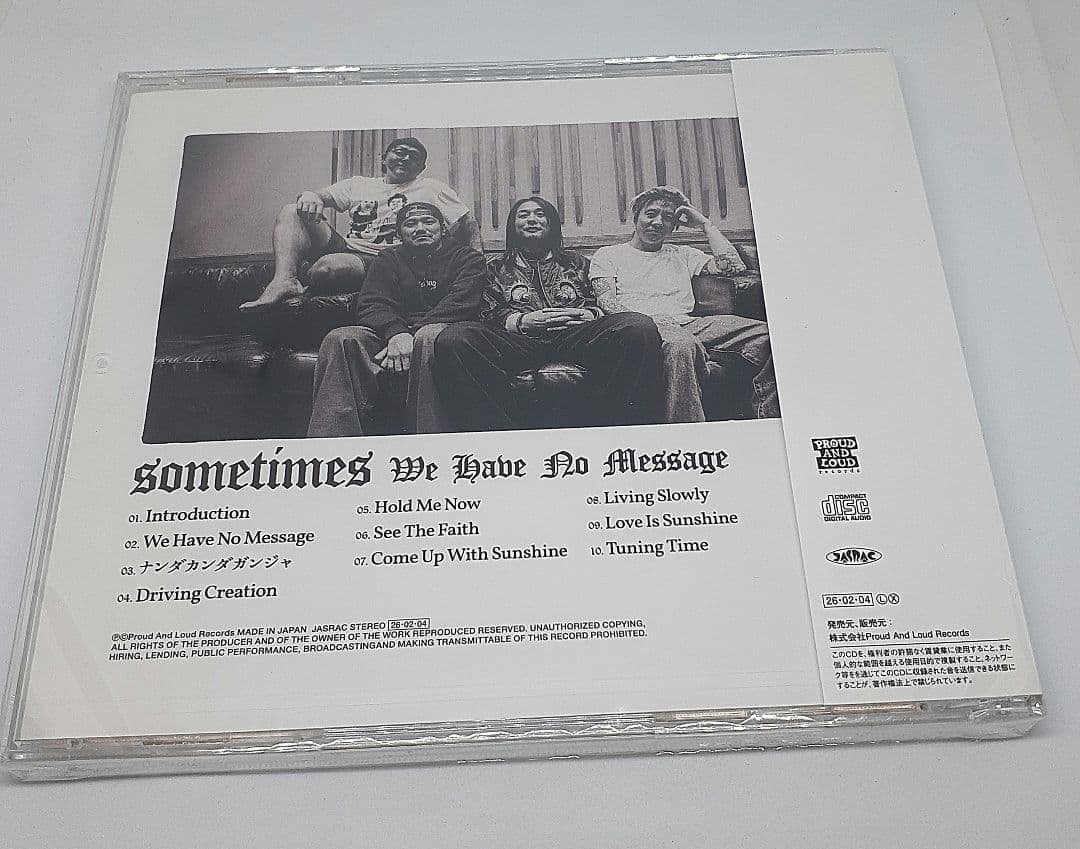 sometimes We Have No Message
01. Introduction
02. We Have No Message
03. ナンダカンダガンジャ
04. Driving Creation
05. Hold Me Now
06. See The Faith
07. Come Up With Sunshine
08. Living Slowly
09. Love Is Sunshine
10. Tuning Time
ⓅⒸProud And Loud Records MADE IN JAPAN JASRAC STEREO 26·02·04
ALL RIGHTS OF THE PRODUCER AND OF THE OWNER OF THE WORK REPRODUCED RESERVED. UNAUTHORIZED COPYING,
HIRING, LENDING, PUBLIC PERFORMANCE, BROADCASTINGAND MAKING TRANSMITTABLE OF THIS RECORD PROHIBITED.
PROUD
AND
LOUD
records
COMPACT
disc
DIGITAL AUDIO
JASRAC
26·02·04 ⓁⓍ
発売元、販売元:
株式会社Proud And Loud Records
このCDを、権利者の許諾なく賃貸業に使用すること、また
個人的な範囲を越える使用目的で複製すること、ネットワー
ク等を通じてこのCDに収録された音を送信できる状態に
することが、著作権法上で禁じられています。